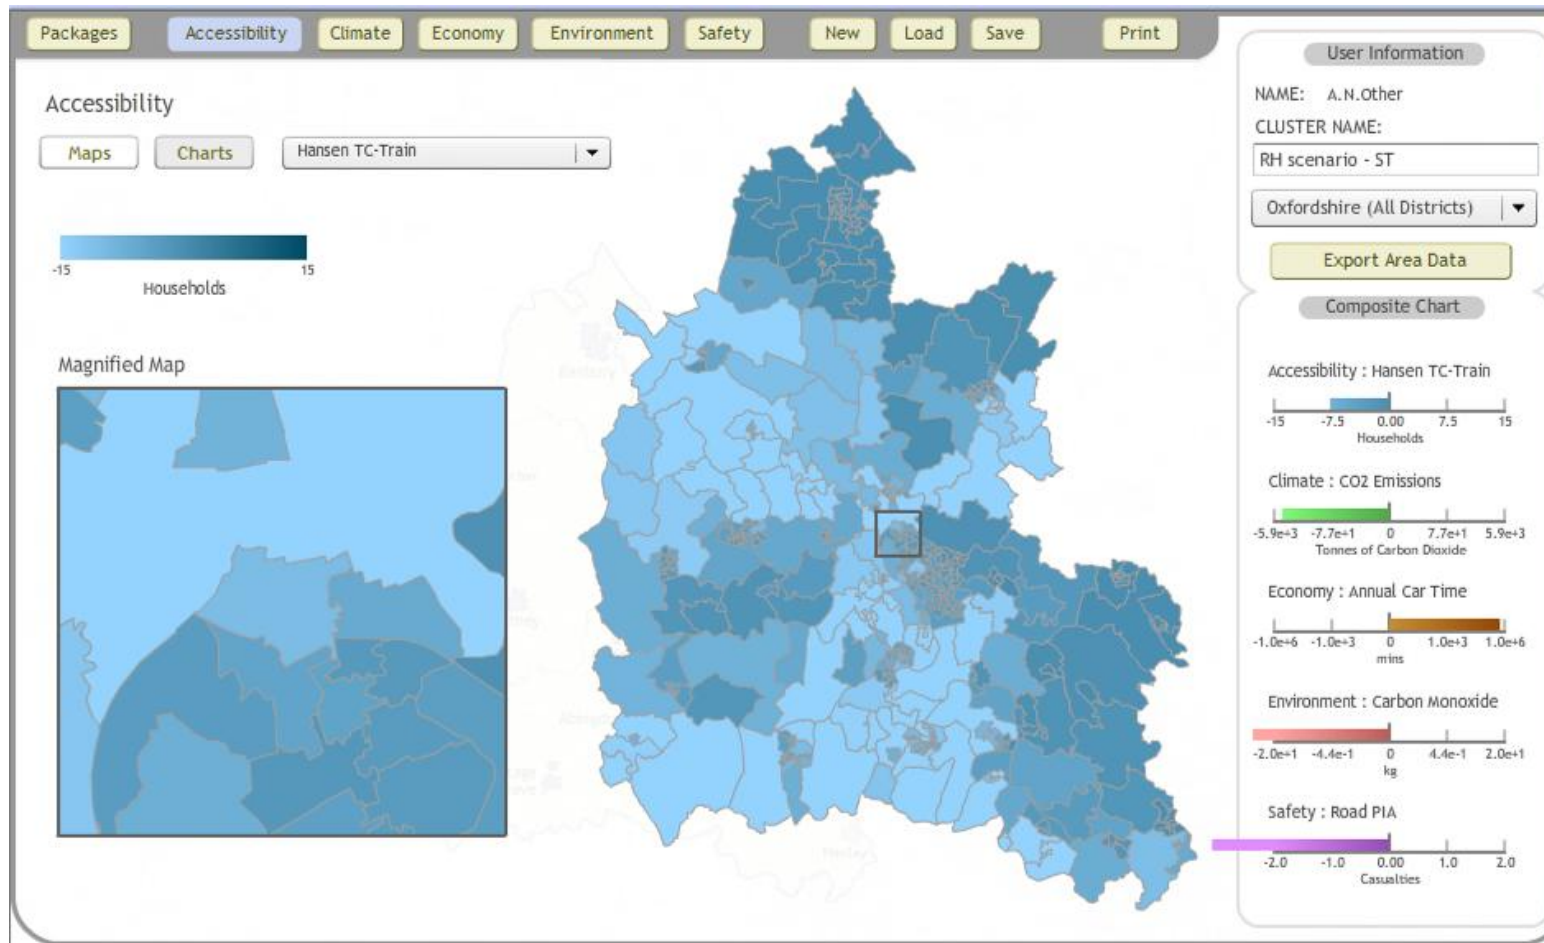 Packages Accessibility Climate Economy Environment Safety New Load Save Print
Accessibility
Maps Charts Hansen TC-Train
-15 15
Households
Magnified Map
User Information
NAME: A.N.Other
CLUSTER NAME:
RH scenario - ST
Oxfordshire (All Districts)
Export Area Data
Composite Chart
Accessibility : Hansen TC-Train
-15 -7.5 0.00 7.5 15
Households
Climate : CO2 Emissions
-5.9e+3 -7.7e+1 0 7.7e+1 5.9e+3
Tonnes of Carbon Dioxide
Economy : Annual Car Time
-1.0e+6 -1.0e+3 0 1.0e+3 1.0e+6
mins
Environment : Carbon Monoxide
-2.0e+1 -4.4e-1 0 4.4e-1 2.0e+1
kg
Safety : Road PIA
-2.0 -1.0 0.00 1.0 2.0
Casualties